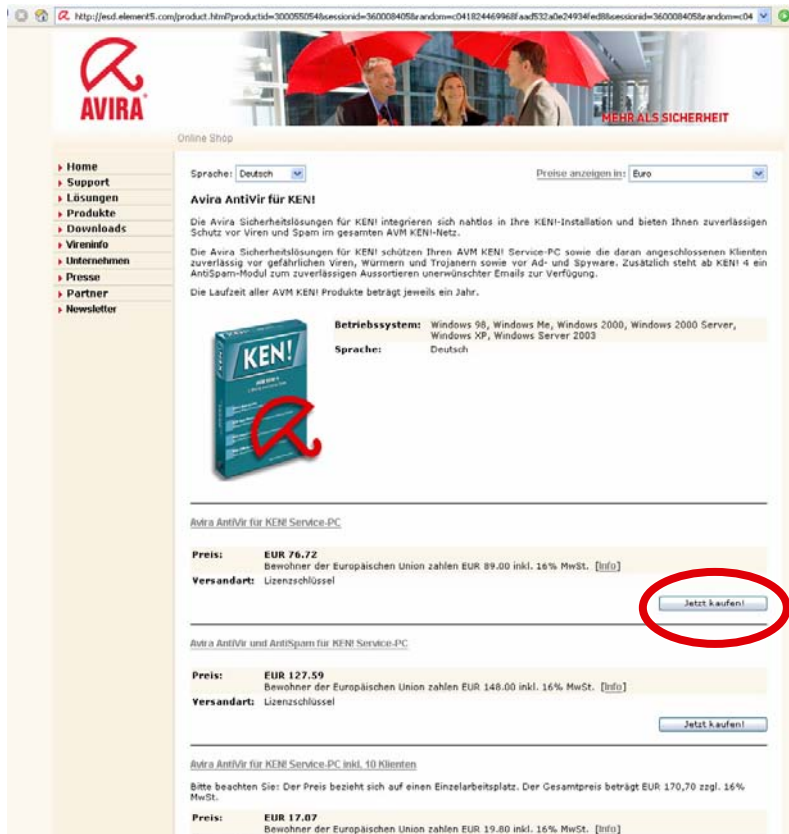 http://esd.element5.com/product.html?productid=300055054&sessionid=360008405&random=c041824469968faad532a0e24934fed8&sessionid=360008405&random=c04
AVIRA
MEHR ALS SICHERHEIT
Online Shop
Home
Support
Lösungen
Produkte
Downloads
Vireninfo
Unternehmen
Presse
Partner
Newsletter
Sprache: Deutsch
Preise anzeigen in: Euro
Avira AntiVir für KEN!
Die Avira Sicherheitslösungen für KEN! integrieren sich nahtlos in Ihre KEN!-Installation und bieten Ihnen zuverlässigen
Schutz vor Viren und Spam im gesamten AVM KEN!-Netz.
Die Avira Sicherheitslösungen für KEN! schützen Ihren AVM KEN! Service-PC sowie die daran angeschlossenen Klienten
zuverlässig vor gefährlichen Viren, Würmern und Trojanern sowie vor Ad- und Spyware. Zusätzlich steht ab KEN! 4 ein
AntiSpam-Modul zum zuverlässigen Aussortieren unerwünschter Emails zur Verfügung.
Die Laufzeit aller AVM KEN! Produkte beträgt jeweils ein Jahr.
KEN!
Betriebssystem: Windows 98, Windows Me, Windows 2000, Windows 2000 Server,
Windows XP, Windows Server 2003
Sprache: Deutsch
Avira AntiVir für KEN! Service-PC
Preis: EUR 76.72
Bewohner der Europäischen Union zahlen EUR 89.00 inkl. 16% MwSt. [Info]
Versandart: Lizenzschlüssel
Jetzt kaufen!
Avira AntiVir und AntiSpam für KEN! Service-PC
Preis: EUR 127.59
Bewohner der Europäischen Union zahlen EUR 148.00 inkl. 16% MwSt. [Info]
Versandart: Lizenzschlüssel
Jetzt kaufen!
Avira AntiVir für KEN! Service-PC inkl. 10 Klienten
Bitte beachten Sie: Der Preis bezieht sich auf einen Einzelarbeitsplatz. Der Gesamtpreis beträgt EUR 170,70 zzgl. 16%
MwSt.
Preis: EUR 17.07
Bewohner der Europäischen Union zahlen EUR 19.80 inkl. 16% MwSt. [Info]